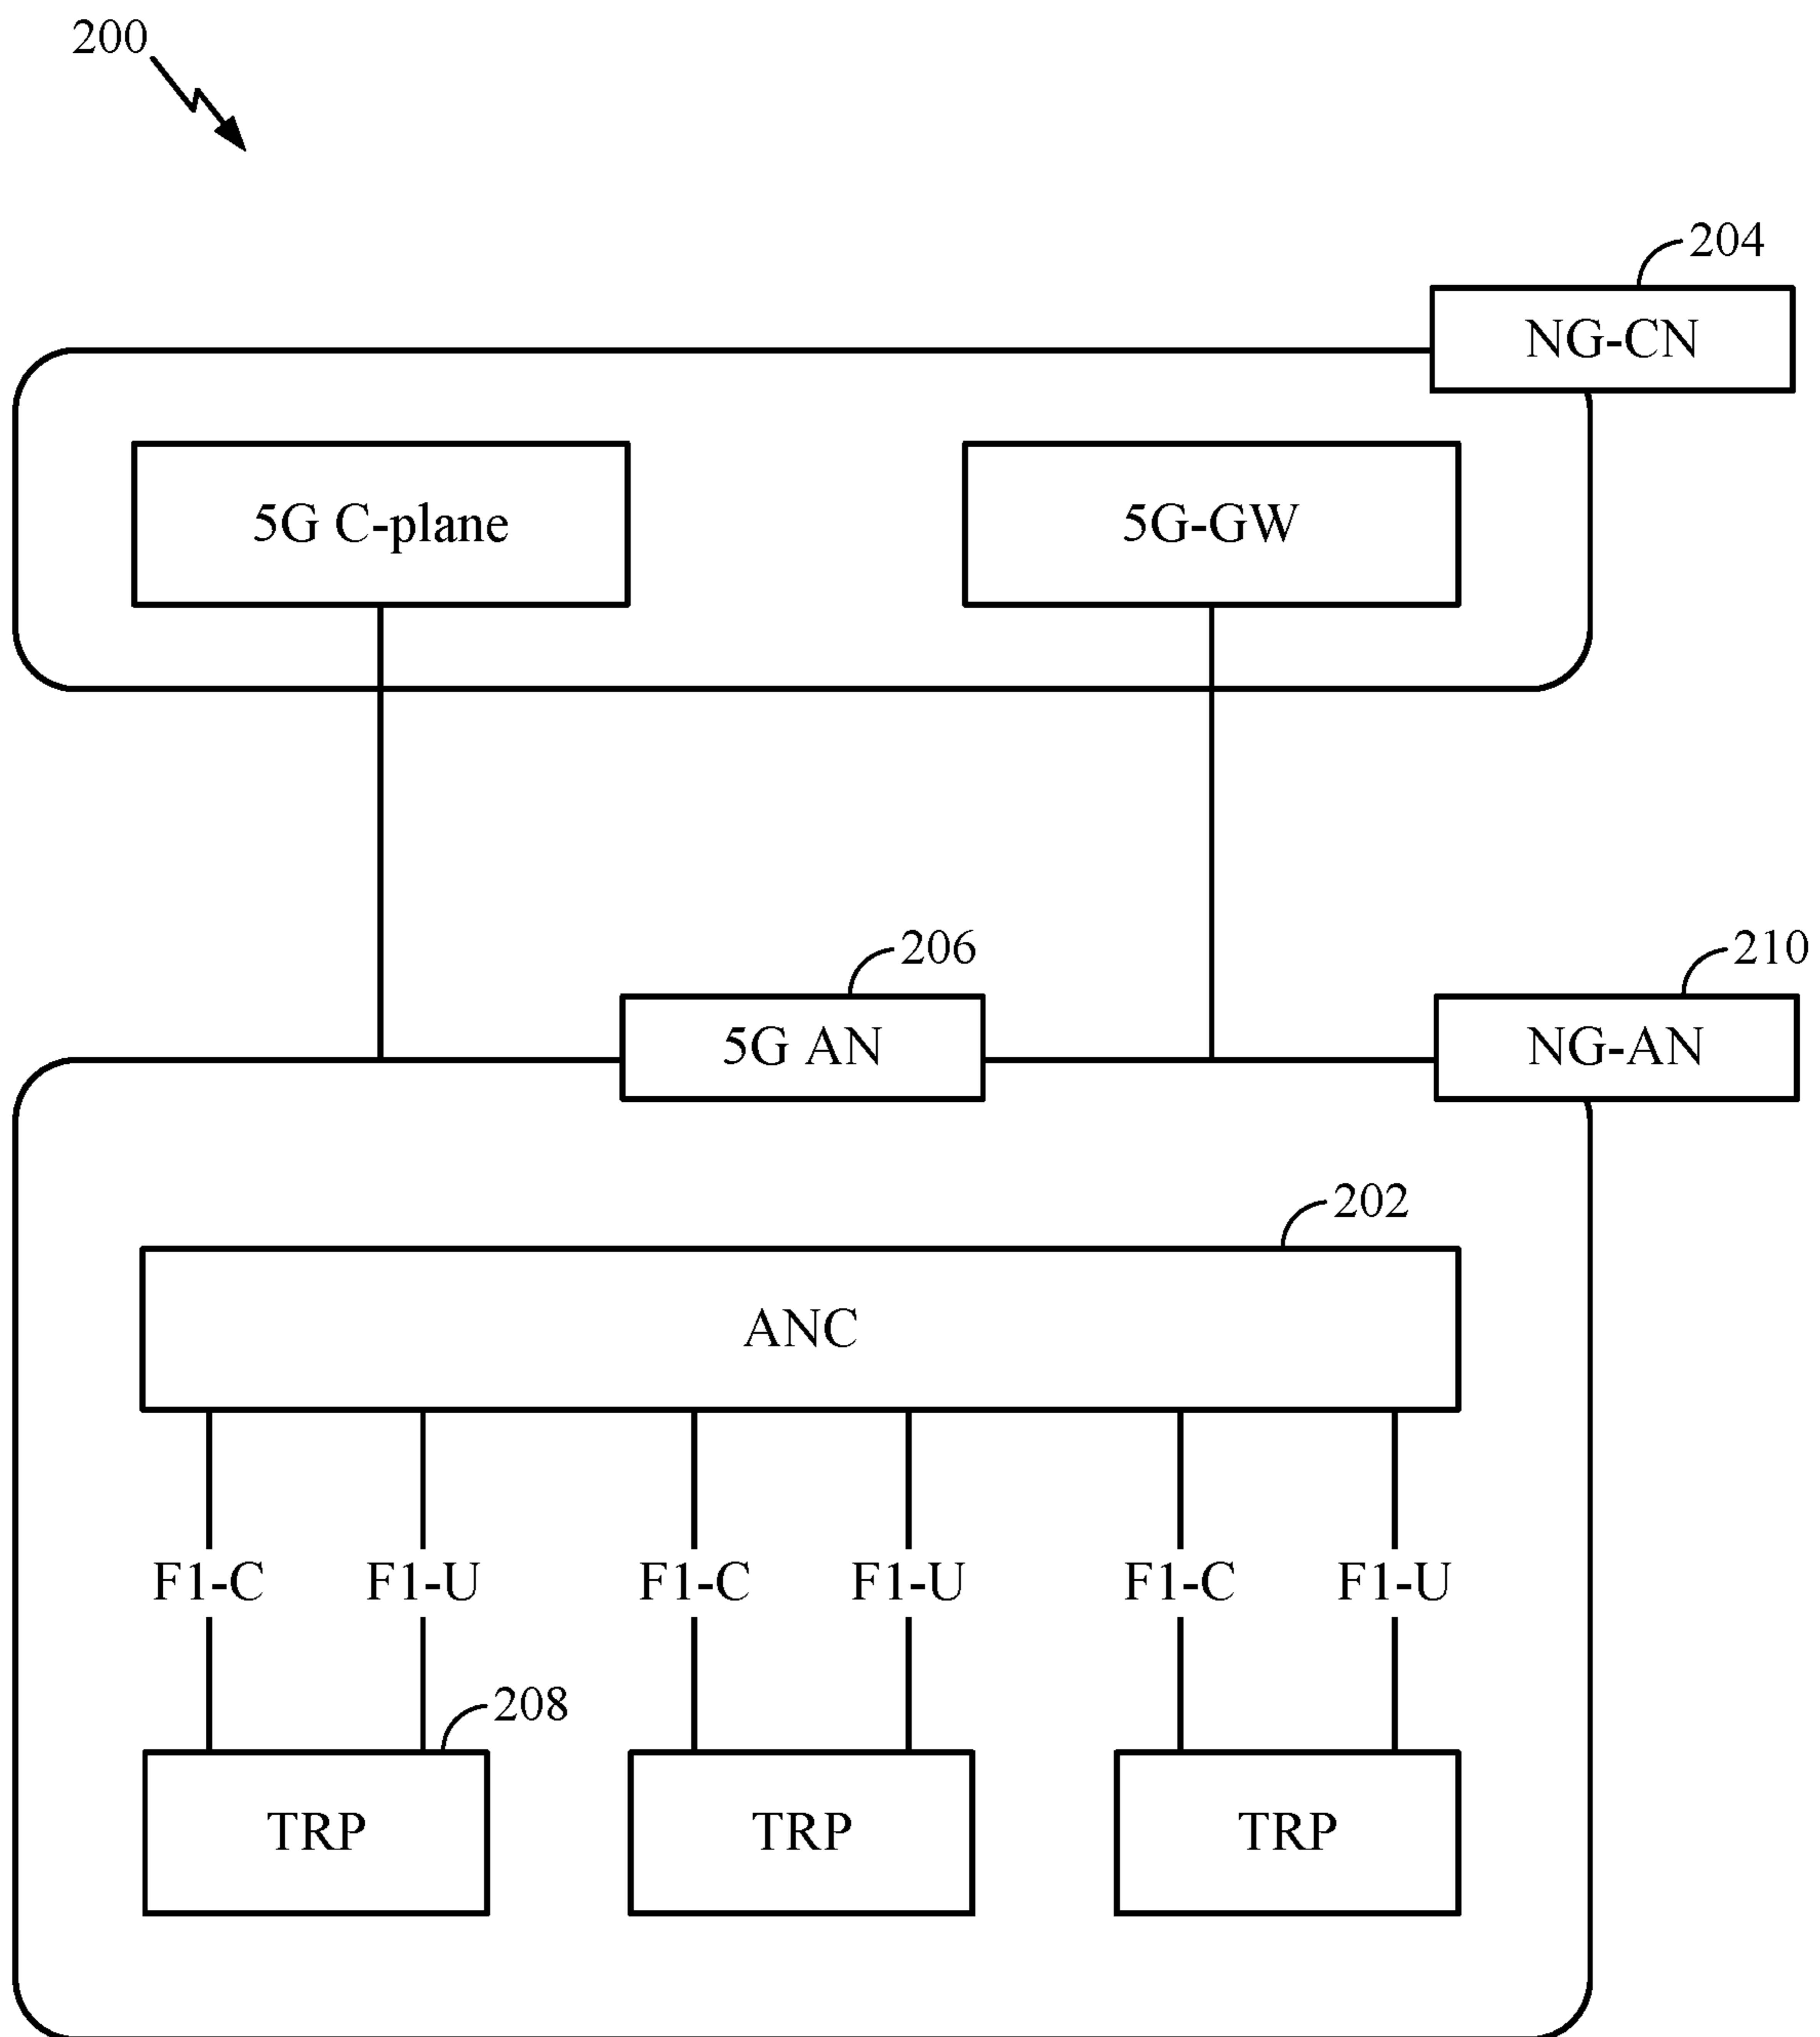 200
204
NG-CN
5G C-plane
5G-GW
206
210
5G AN
NG-AN
202
ANC
F1-C
F1-U
F1-C
F1-U
F1-C
F1-U
208
TRP
TRP
TRP